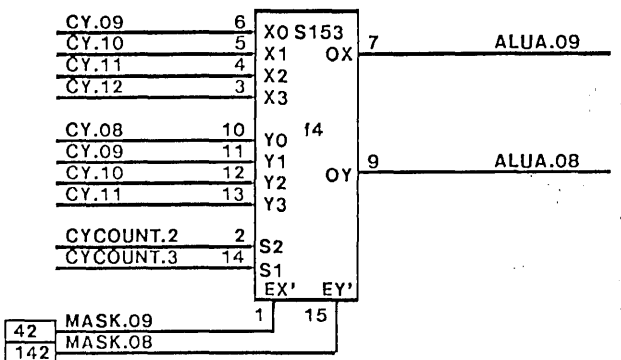 CY.09 6 X0 S153 7 ALUA.09
CY.10 5 X1 OX
CY.11 4 X2
CY.12 3 X3
CY.08 10 Y0 f4
CY.09 11 Y1 9 ALUA.08
CY.10 12 Y2 OY
CY.11 13 Y3
CYCOUNT.2 2 S2
CYCOUNT.3 14 S1
EX' EY'
42 MASK.09 1 15
142 MASK.08